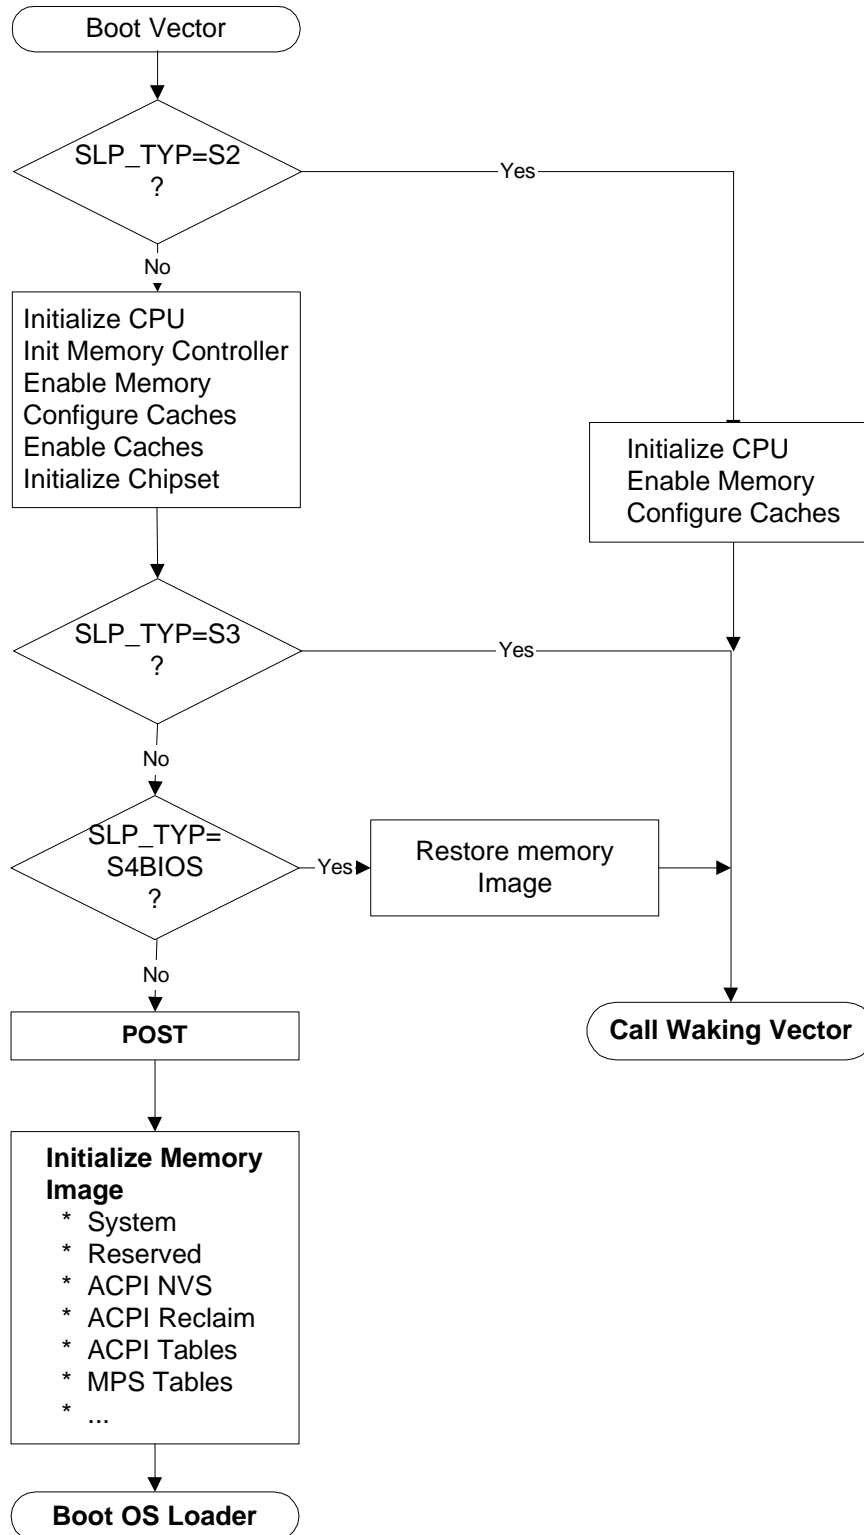 Boot Vector
SLP_TYP=S2
?
Yes
No
Initialize CPU
Init Memory Controller
Enable Memory
Configure Caches
Enable Caches
Initialize Chipset
Initialize CPU
Enable Memory
Configure Caches
SLP_TYP=S3
?
Yes
No
SLP_TYP=
S4BIOS
?
Yes
Restore memory
Image
No
POST
Call Waking Vector
Initialize Memory
Image
* System
* Reserved
* ACPI NVS
* ACPI Reclaim
* ACPI Tables
* MPS Tables
* ...
Boot OS Loader